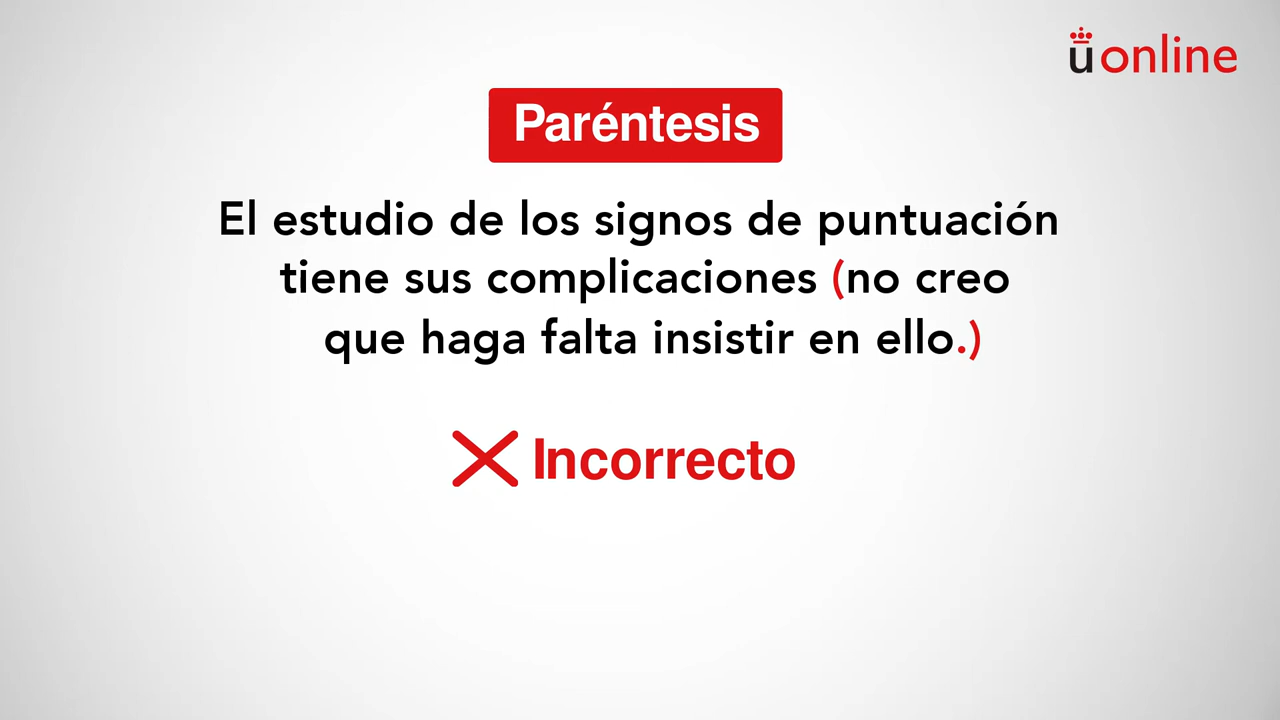 uonline
Paréntesis
El estudio de los signos de puntuación
tiene sus complicaciones (no creo
que haga falta insistir en ello.)
Incorrecto